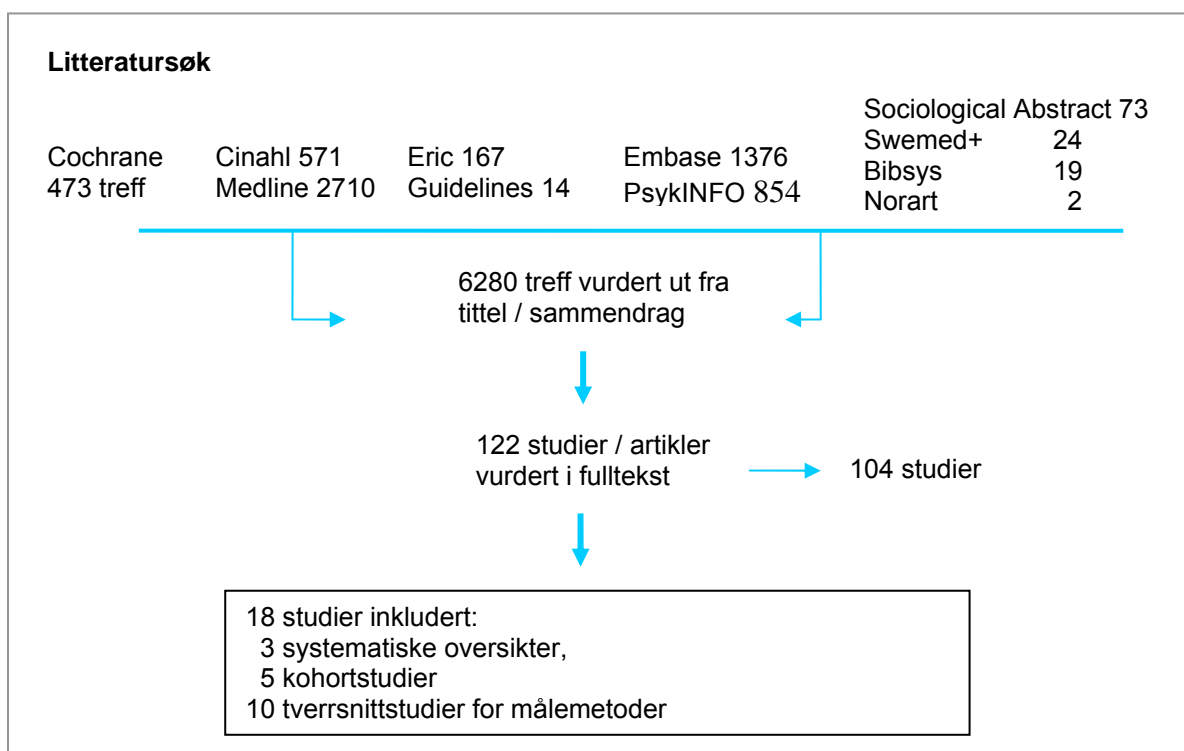 Litteratursøk
Cochrane
473 treff
Cinahl 571
Medline 2710
Eric 167
Guidelines 14
Embase 1376
PsykINFO 854
Sociological Abstract 73
Swemed+ 24
Bibsys 19
Norart 2
6280 treff vurdert ut fra
tittel / sammendrag
122 studier / artikler
vurdert i fulltekst
104 studier
18 studier inkludert:
3 systematiske oversikter,
5 kohortstudier
10 tverrsnittstudier for målemetoder